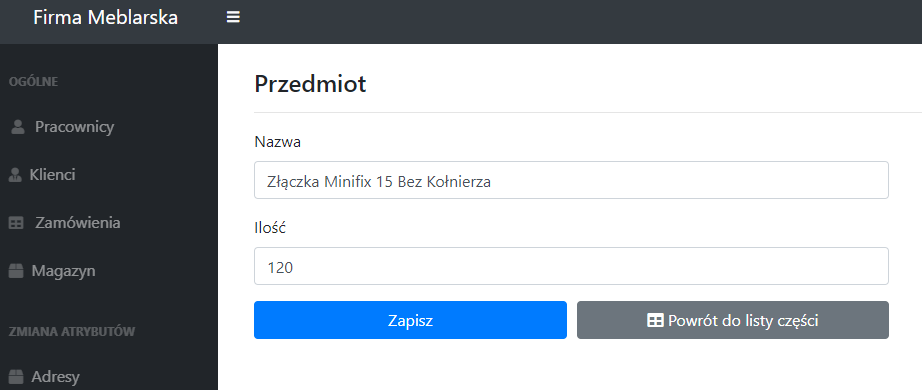 Firma Meblarska
OGÓLNE
Pracownicy
Klienci
Zamówienia
Magazyn
ZMIANA ATRYBUTÓW
Adresy
Przedmiot
Nazwa
Złączka Minifix 15 Bez Kołnierza
Ilość
120
Zapisz
Powrót do listy części